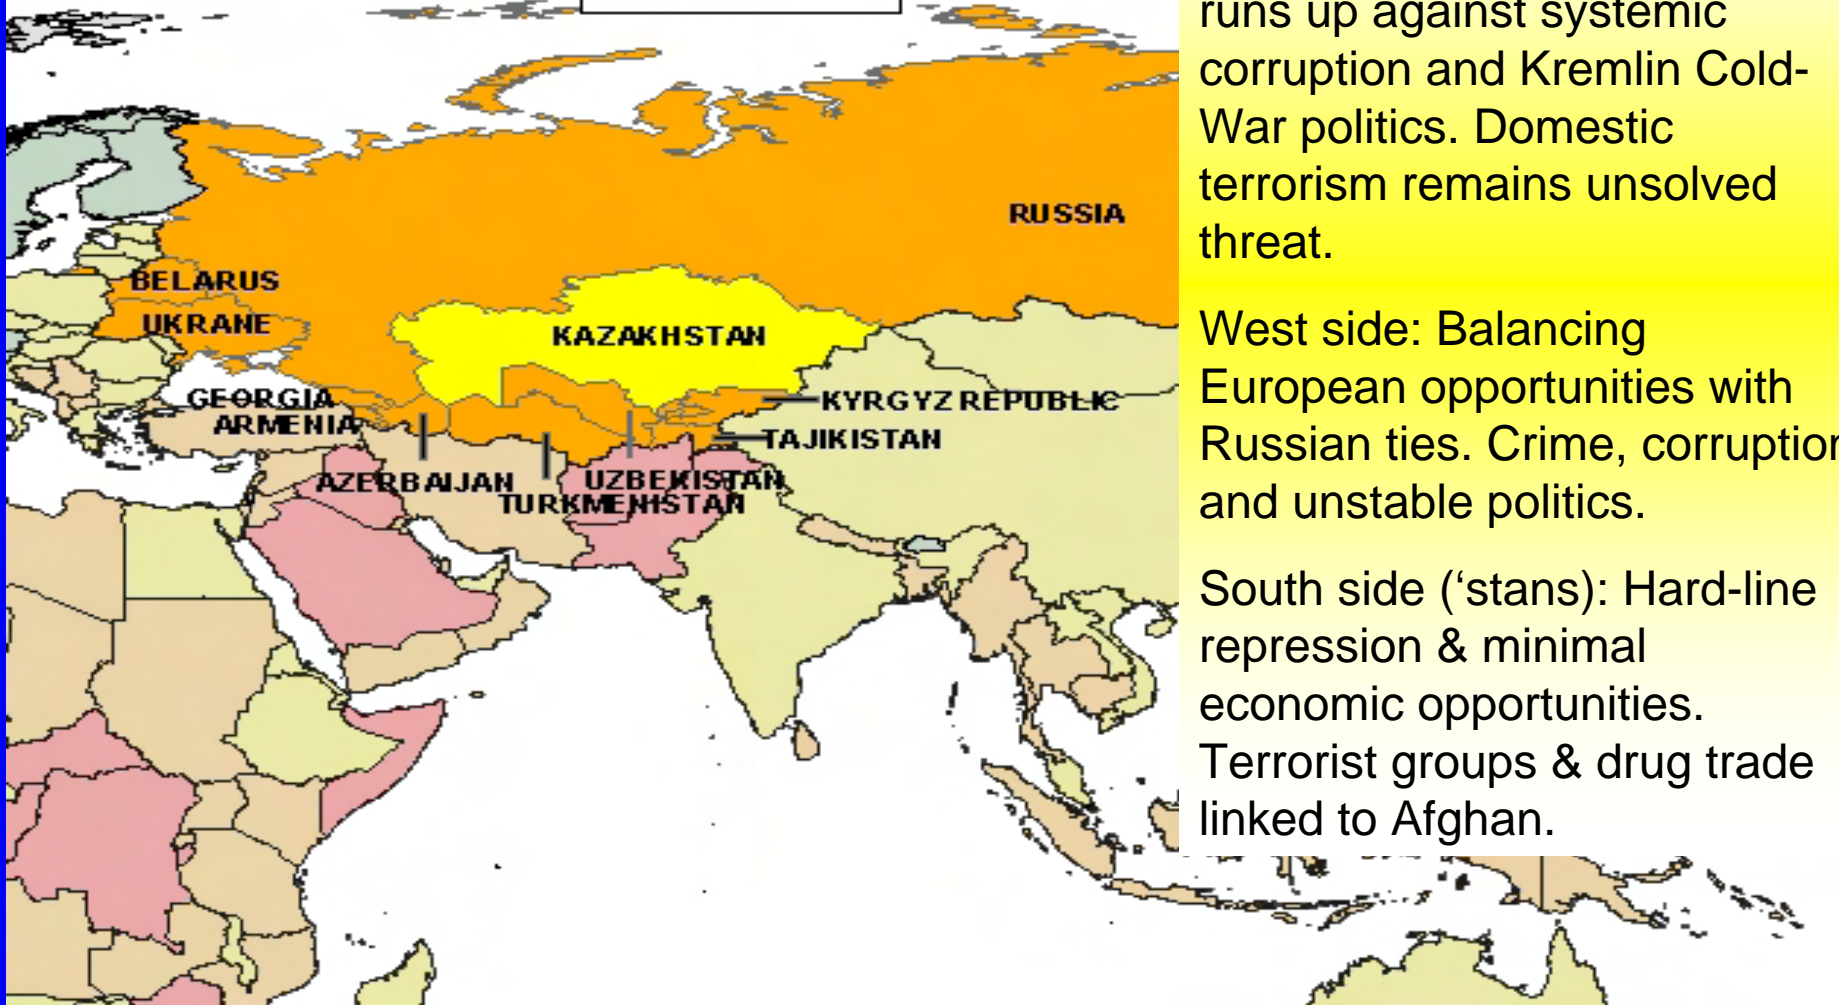 RUSSIA
BELARUS
UKRANE
KAZAKHSTAN
GEORGIA
ARMENIA
KYRGYZ REPUBLIC
TAJIKISTAN
AZERBAIJAN
UZBEKISTAN
TURKMENISTAN
runs up against systemic
corruption and Kremlin Cold-
War politics. Domestic
terrorism remains unsolved
threat.
West side: Balancing
European opportunities with
Russian ties. Crime, corruption
and unstable politics.
South side (‘stans): Hard-line
repression & minimal
economic opportunities.
Terrorist groups & drug trade
linked to Afghan.